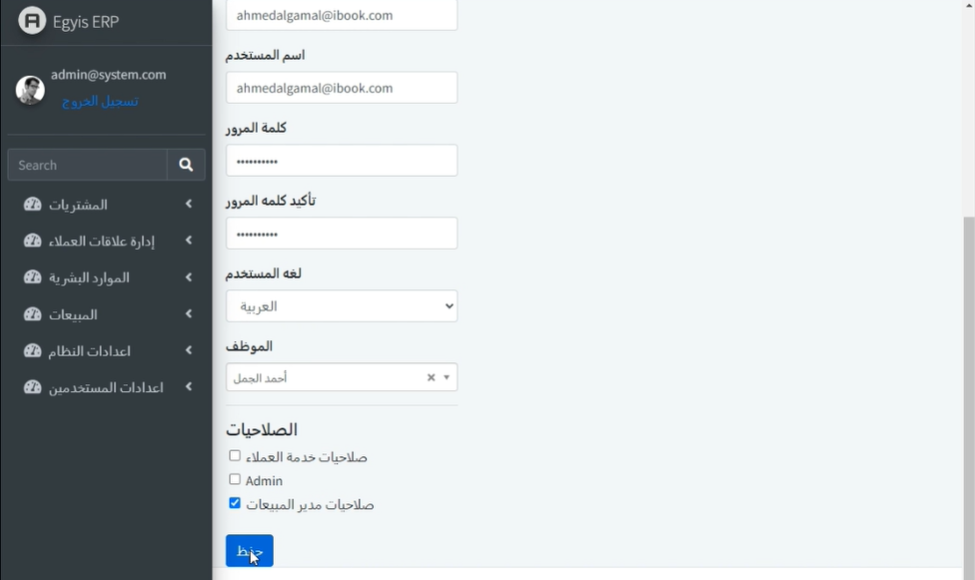 Egyis ERP
admin@system.com
تسجيل الخروج
Search
المشتريات
إدارة علاقات العملاء
الموارد البشرية
المبيعات
اعدادات النظام
اعدادات المستخدمين
ahmedalgamal@ibook.com
اسم المستخدم
ahmedalgamal@ibook.com
كلمة المرور
••••••••••
تأكيد كلمه المرور
••••••••••
لغه المستخدم
العربية
الموظف
أحمد الجمل
الصلاحيات
صلاحيات خدمة العملاء
Admin
صلاحيات مدير المبيعات
حفظ